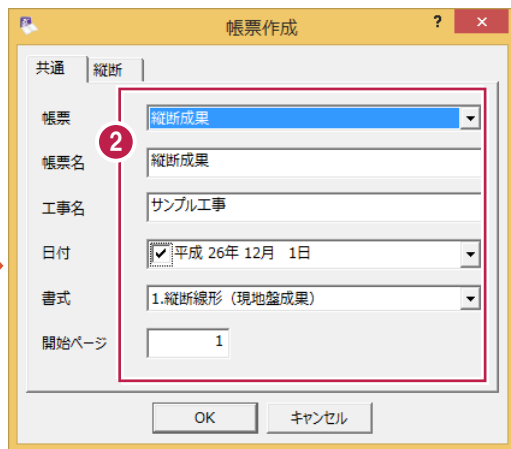 帳票作成
? ×
共通 縦断
帳票 縦断成果
2
帳票名 縦断成果
工事名 サンプル工事
日付 平成 26年 12月 1日
書式 1.縦断線形（現地盤成果）
開始ページ 1
OK キャンセル